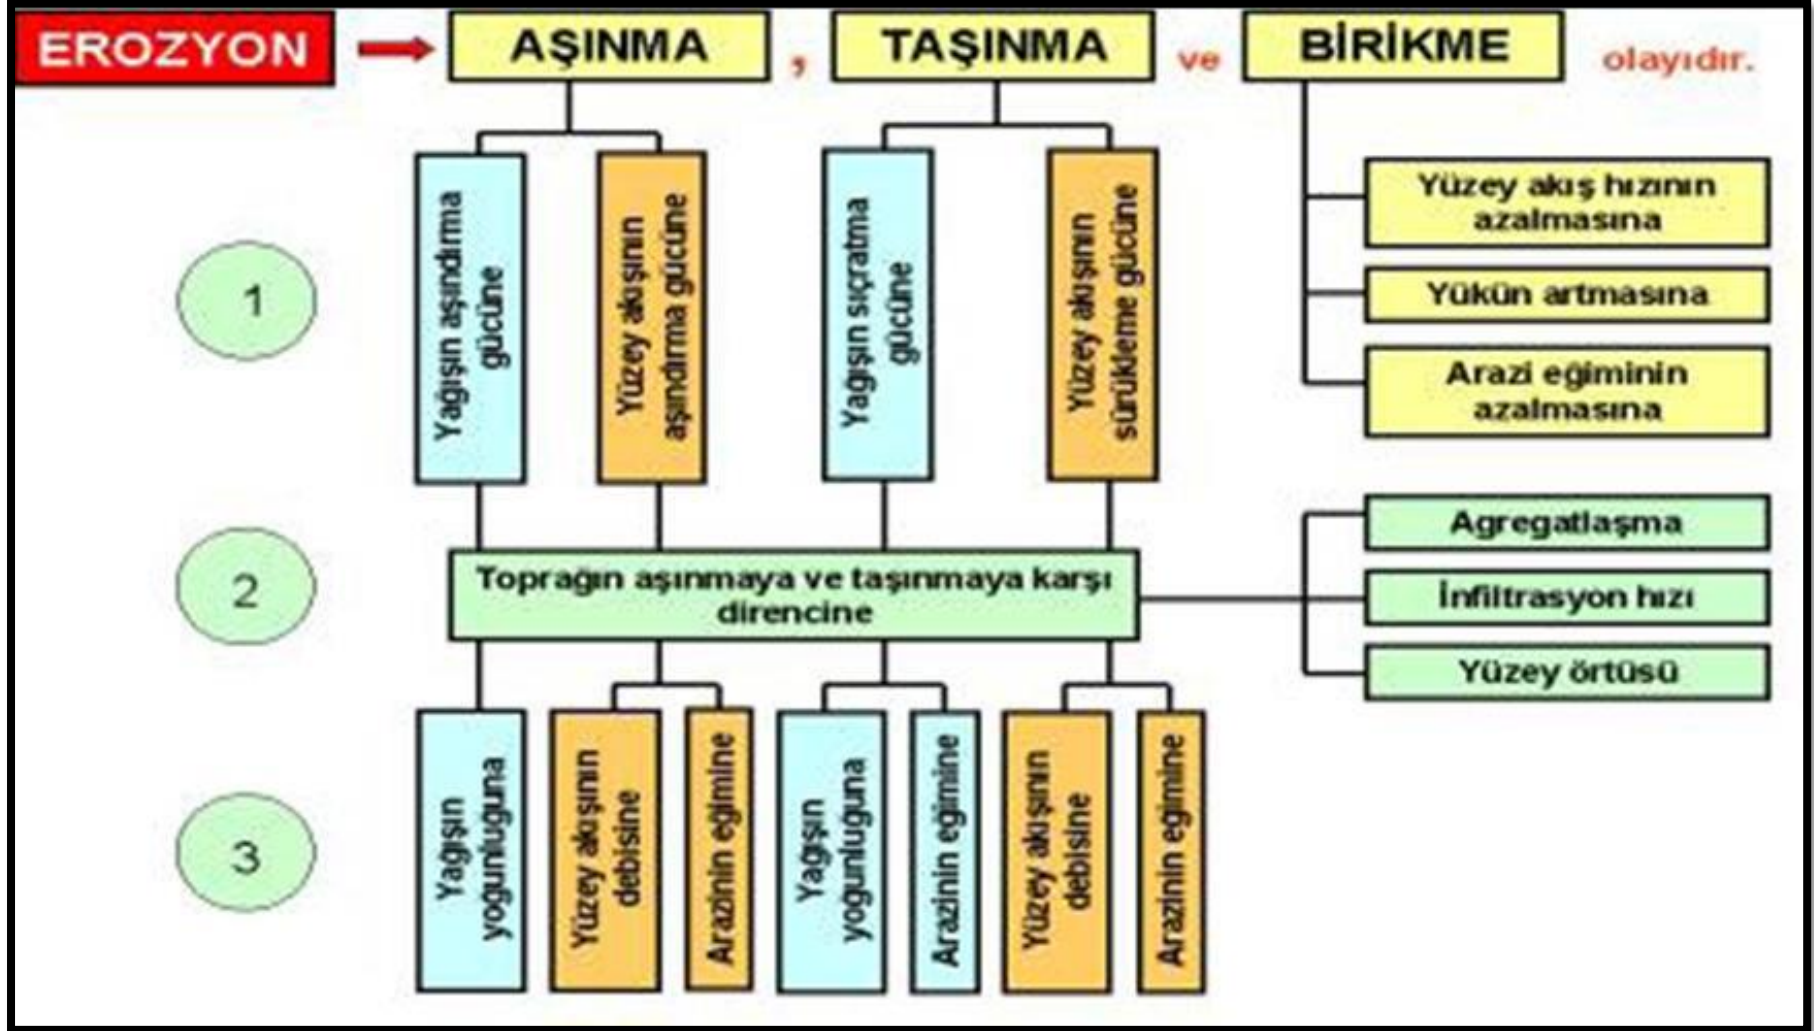 EROZYON
AŞINMA
,
TAŞINMA
ve
BİRİKME
olayıdır.
1
Yağışın aşındırma
gücüne
Yüzey akışının
aşındırma gücüne
Yağışın sıçratma
gücüne
Yüzey akışının
sürükleme gücüne
Yüzey akış hızının
azalmasına
Yükün artmasına
Arazi eğiminin
azalmasına
2
Toprağın aşınmaya ve taşınmaya karşı
direncine
Agregatlaşma
İnfiltrasyon hızı
Yüzey örtüsü
3
Yağışın
yoğunluğuna
Yüzey akışının
debisine
Arazinin eğimine
Yağışın
yoğunluğuna
Arazinin eğimine
Yüzey akışının
debisine
Arazinin eğimine